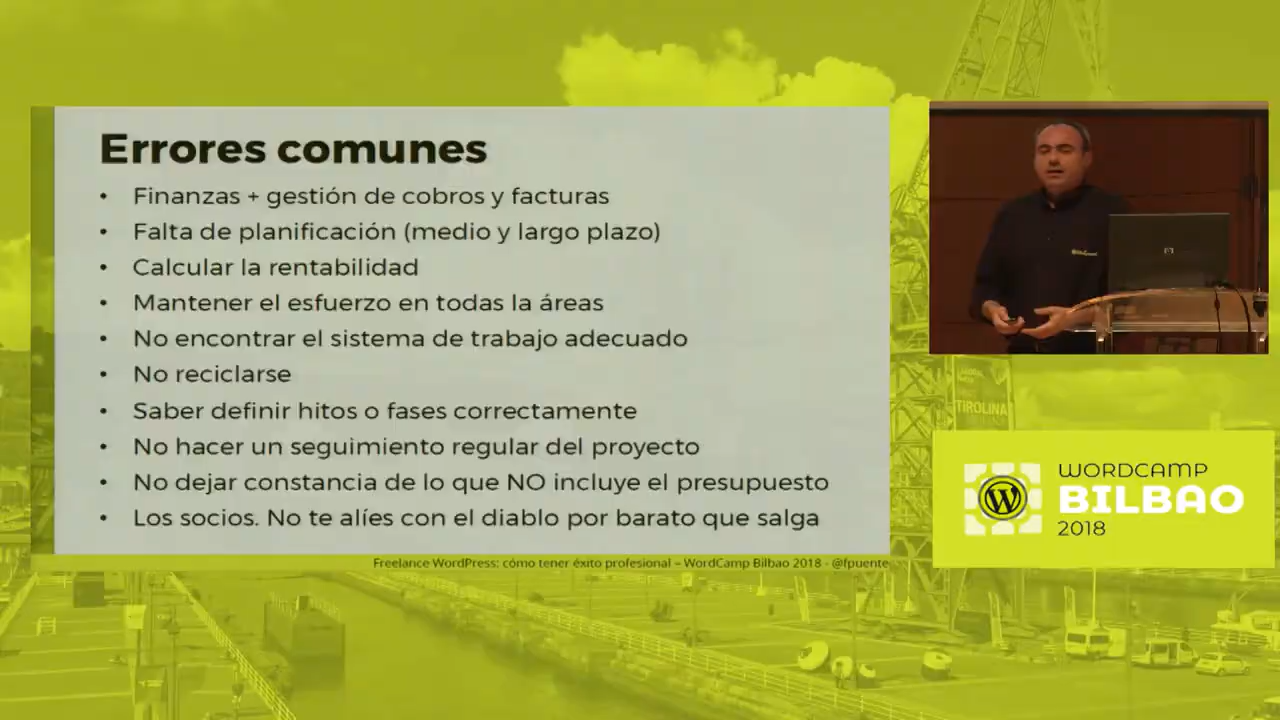 Errores comunes
• Finanzas + gestión de cobros y facturas
• Falta de planificación (medio y largo plazo)
• Calcular la rentabilidad
• Mantener el esfuerzo en todas la áreas
• No encontrar el sistema de trabajo adecuado
• No reciclarse
• Saber definir hitos o fases correctamente
• No hacer un seguimiento regular del proyecto
• No dejar constancia de lo que NO incluye el presupuesto
• Los socios. No te alíes con el diablo por barato que salga
Freelance WordPress: cómo tener éxito profesional – WordCamp Bilbao 2018 - @fpuente
TIROLINA
WORDCAMP
BILBAO
2018